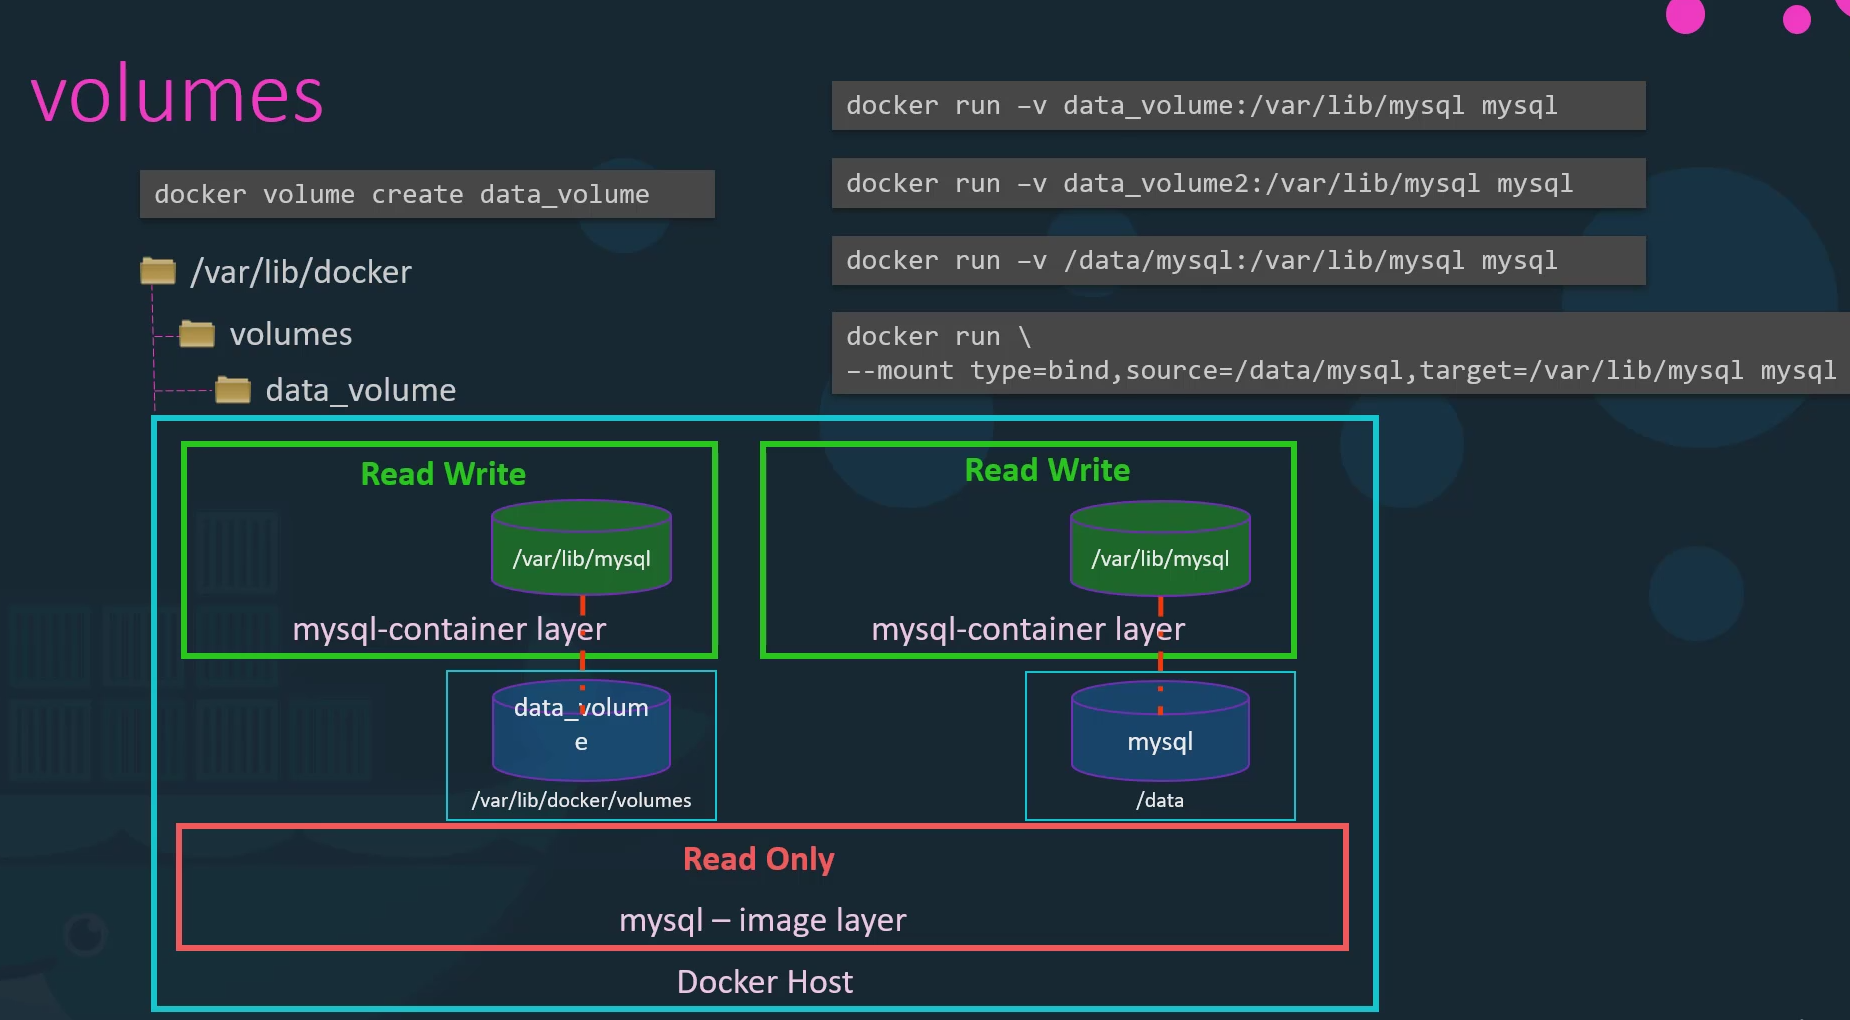 volumes
docker volume create data_volume
/var/lib/docker
volumes
data_volume
docker run –v data_volume:/var/lib/mysql mysql
docker run –v data_volume2:/var/lib/mysql mysql
docker run –v /data/mysql:/var/lib/mysql mysql
docker run \
--mount type=bind,source=/data/mysql,target=/var/lib/mysql mysql
Read Write
/var/lib/mysql
mysql-container layer
data_volum
e
/var/lib/docker/volumes
Read Write
/var/lib/mysql
mysql-container layer
mysql
/data
Read Only
mysql – image layer
Docker Host